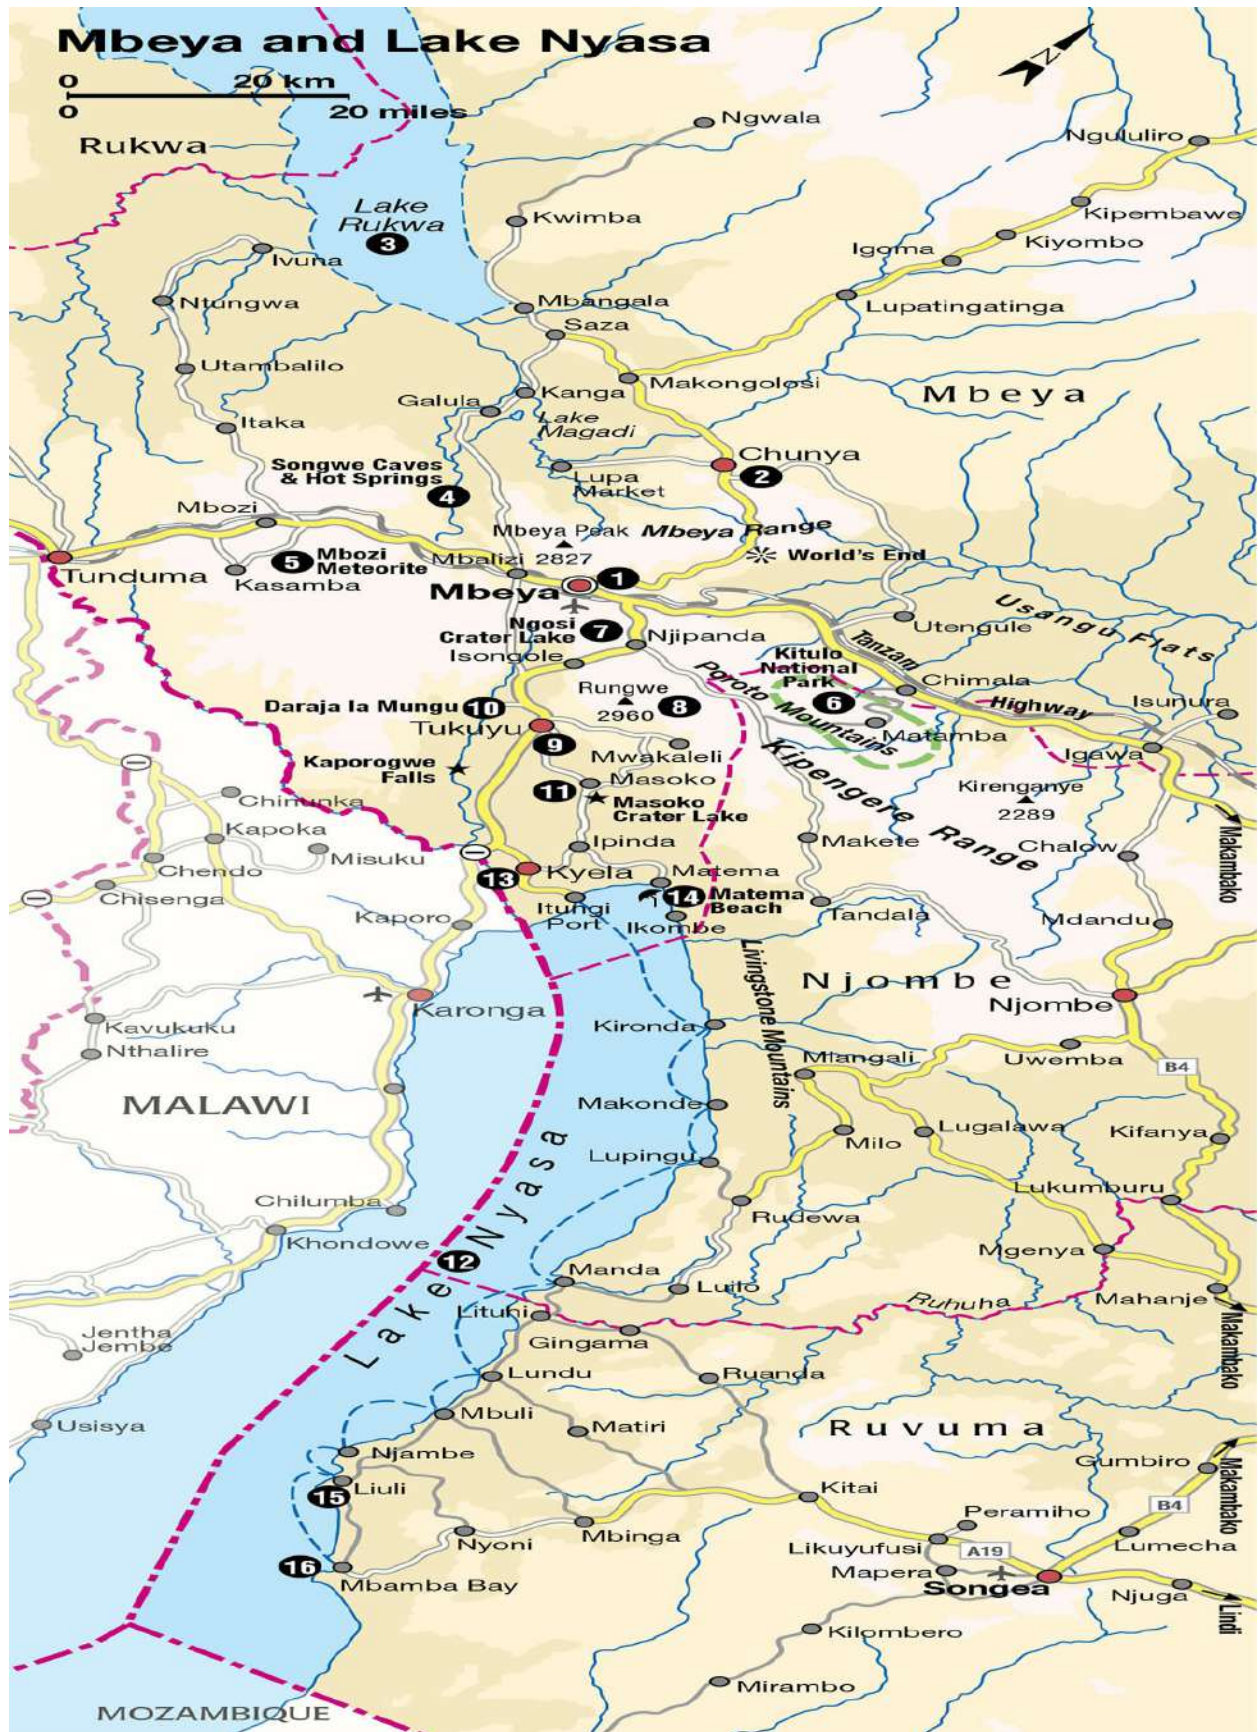 Mbeya and Lake Nyasa
0 20 km
0 20 miles
N
Rukwa
Ngwala
Ngululiro
Lake
Rukwa
3
Kwimba
Kipembawe
Kiyombo
Igoma
Ivuna
Ntungwa
Mbangala
Lupatingatinga
Saza
Utambalilo
Makongolosi
Mbeya
Kanga
Galula
Lake
Magadi
Itaka
Chunya
2
Songwe Caves
& Hot Springs
4
Lupa
Market
Mbozi
Mbeya Peak
2827
Mbeya Range
World's End
5
Mbozi
Meteorite
Mbalizi
Tunduma
Kasamba
Mbeya
1
Usangu Flats
Utengule
Ngosi
Crater Lake
7
Njipanda
Isongole
Tanzam
Highway
Kitulo
National
Park
6
Chimala
Poroto Mountains
Isunura
Rungwe
2960
8
Daraja la Mungu
10
Tukuyu
9
Matamba
Igawa
Mwakaleli
Kaporogwe
Falls
Kipengere Range
Masoko
11
Masoko
Crater Lake
Kirenganye
2289
Chinunka
Kapoka
Misuku
Makambako
Ipinda
Makete
Chalow
Chendo
Kyela
13
Matema
14
Matema
Beach
Chisenga
Itungi
Port
Ikombe
Tandala
Kaporo
Mdandu
Livingstone Mountains
Njombe
Njombe
Karonga
Kavukuku
Kironda
Nthalire
Mlangali
Uwemba
B4
MALAWI
Makonde
Milo
Lugalawa
Kifanya
Lupingu
Chilumba
Lukumburu
Rudewa
Khondowe
Lake Nyasa
12
Mgenya
Manda
Luilo
Lituhi
Ruhuha
Mahanje
Makambako
Jentha
Jembe
Gingama
Lundu
Ruanda
Usisya
Mbuli
Matiri
Ruvuma
Njambe
Gumbiro
Makambako
Liuli
15
Kitai
B4
Peramiho
Nyoni
Mbinga
Likuyufusi
A19
Lumecha
16
Mbamba Bay
Mapera
Songea
Njuga
Lindi
Kilombero
Mirambo
MOZAMBIQUE